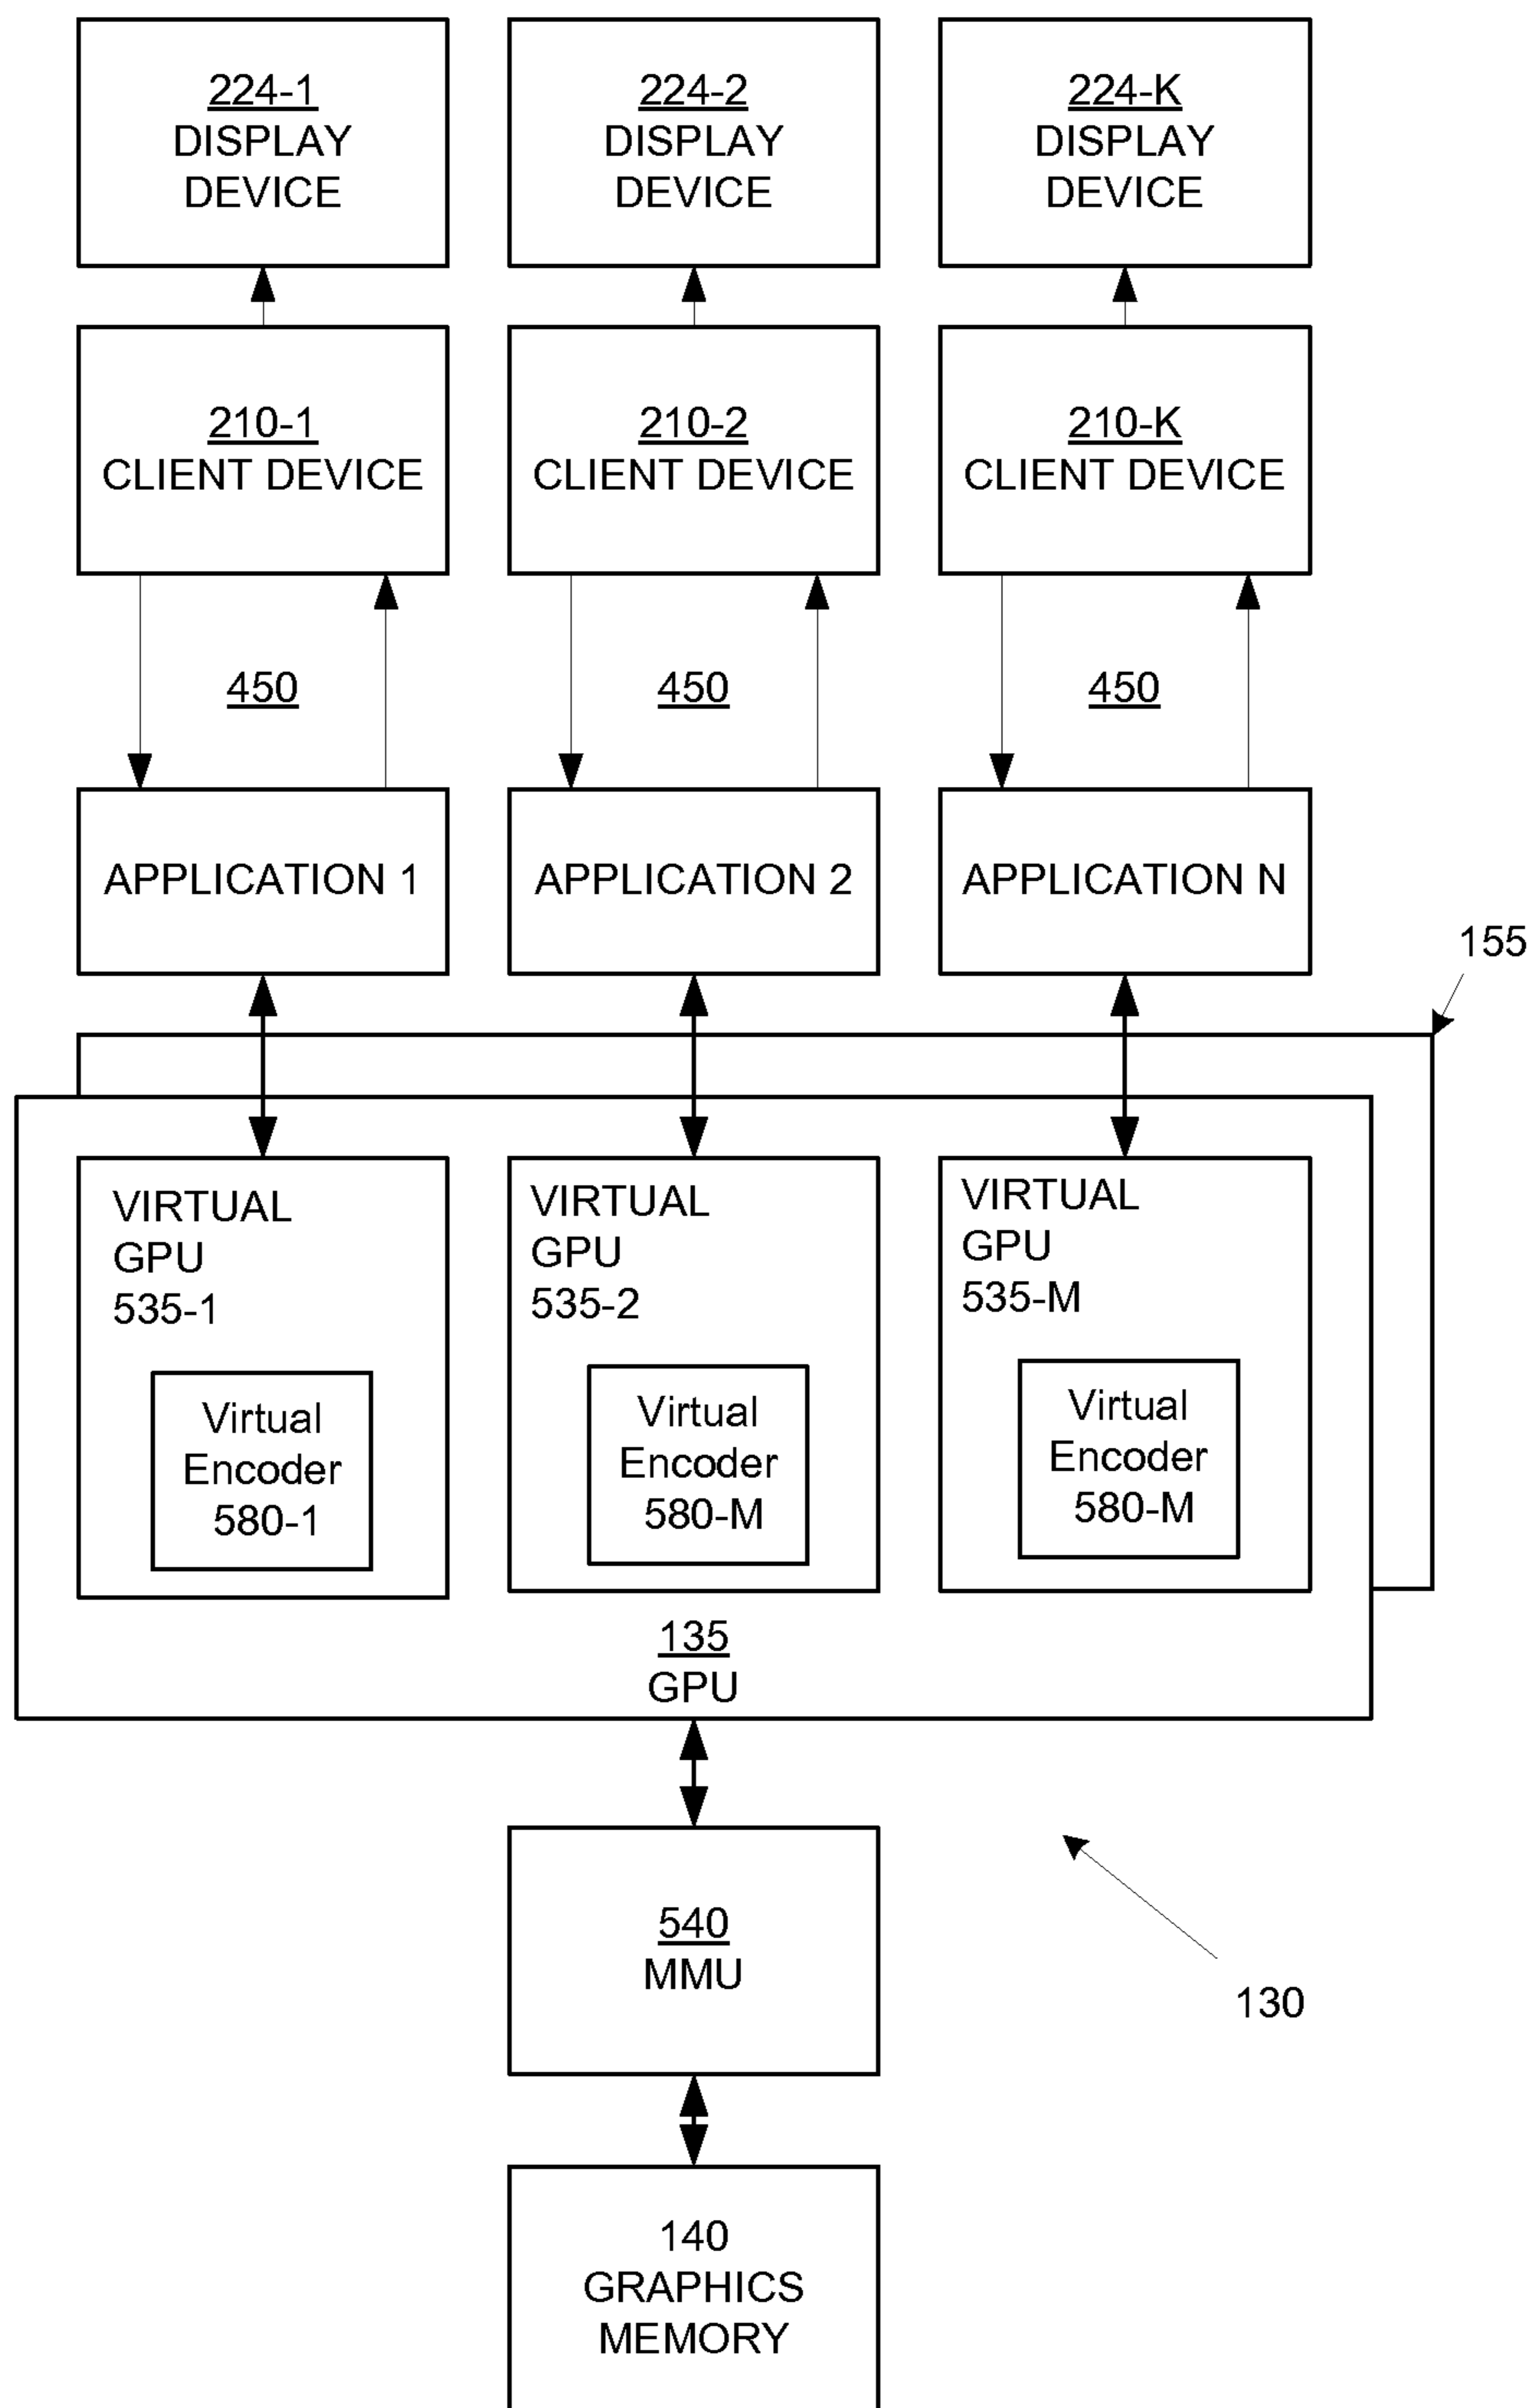 224-1
DISPLAY
DEVICE
224-2
DISPLAY
DEVICE
224-K
DISPLAY
DEVICE
210-1
CLIENT DEVICE
210-2
CLIENT DEVICE
210-K
CLIENT DEVICE
450
450
450
APPLICATION 1
APPLICATION 2
APPLICATION N
155
VIRTUAL
GPU
535-1
Virtual
Encoder
580-1
VIRTUAL
GPU
535-2
Virtual
Encoder
580-M
VIRTUAL
GPU
535-M
Virtual
Encoder
580-M
135
GPU
540
MMU
130
140
GRAPHICS
MEMORY